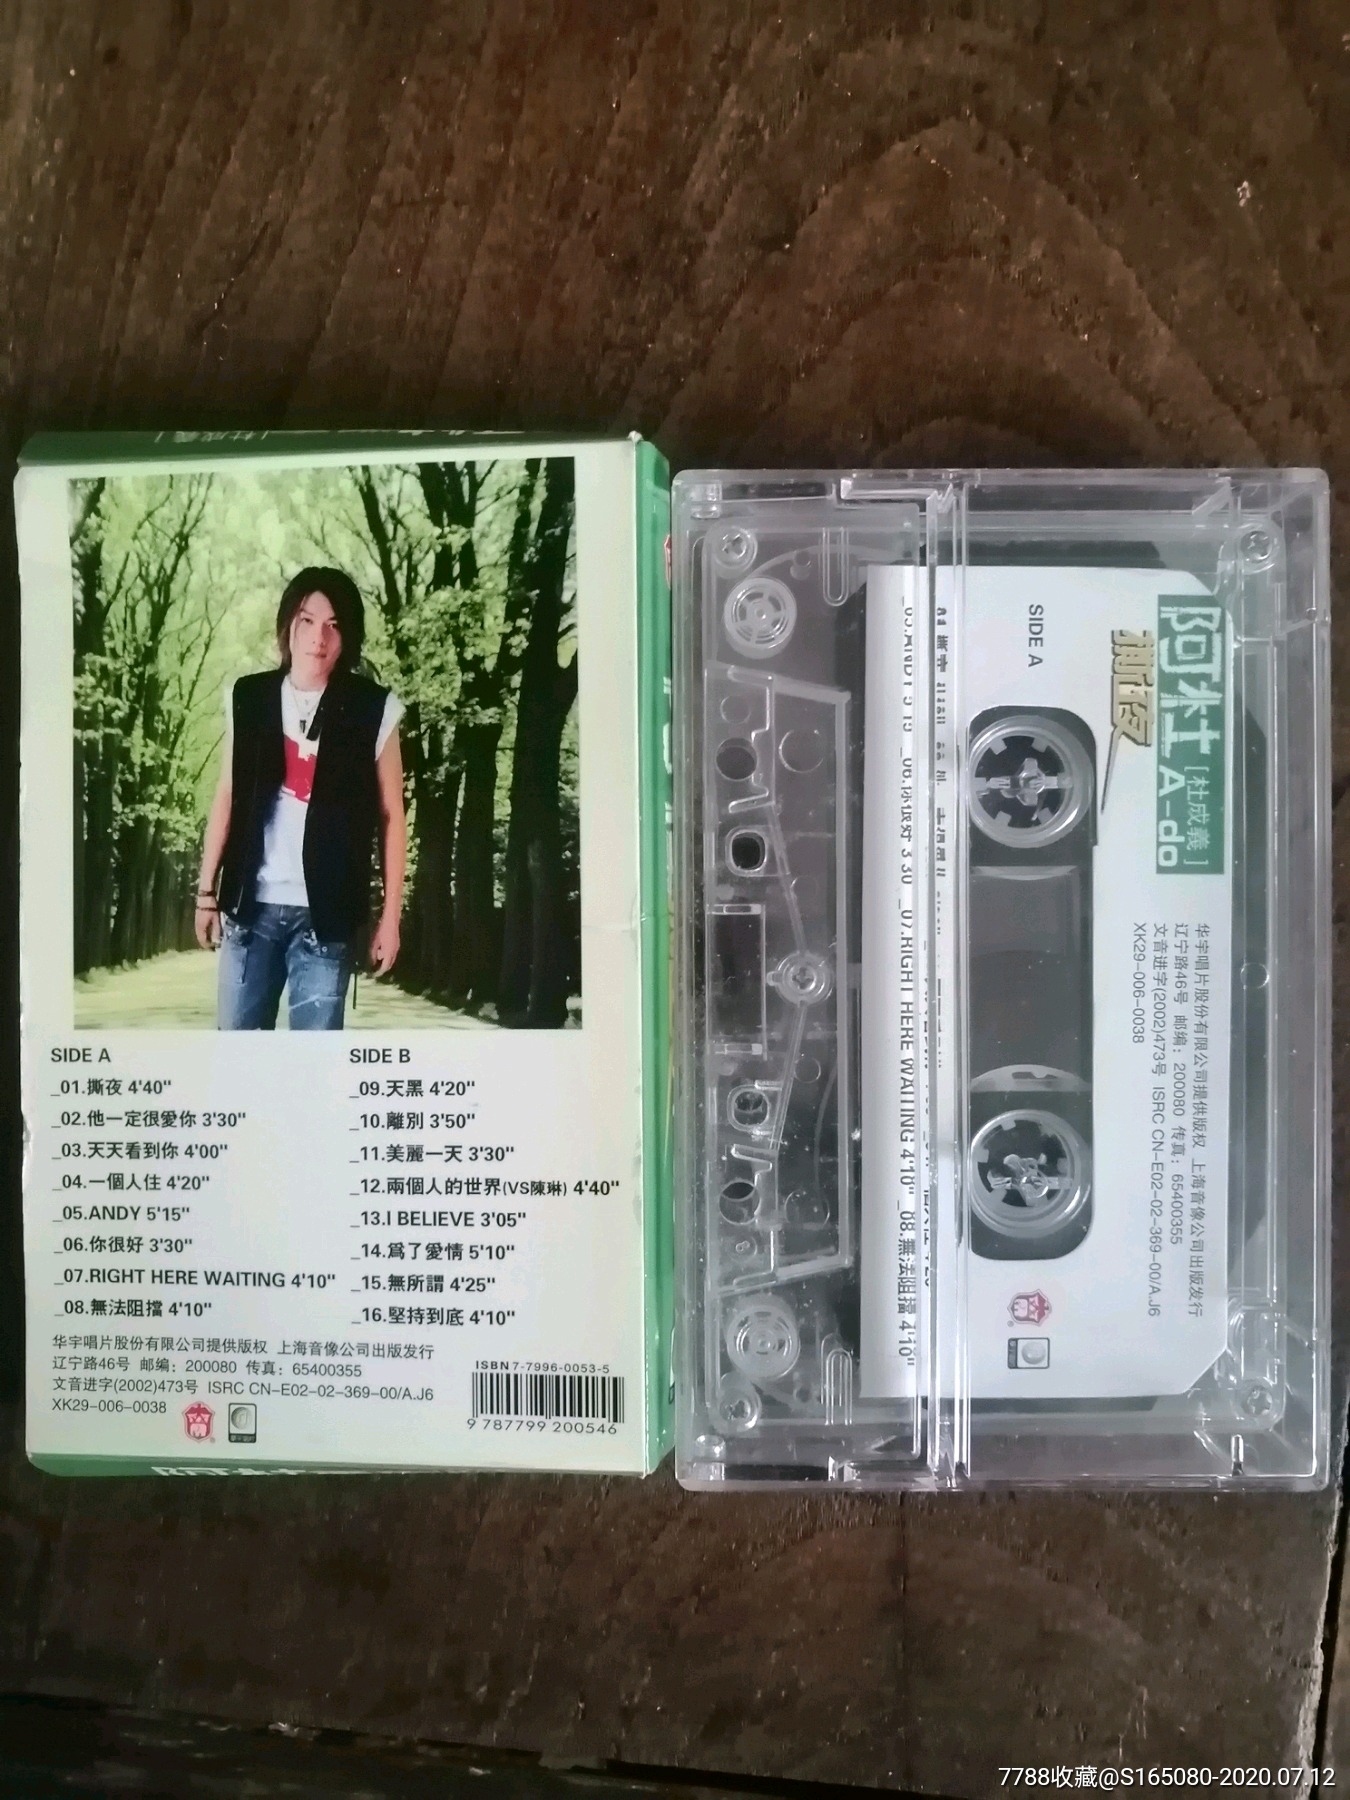 SIDE A
_01.撕夜 4'40"
_02.他一定很愛你 3'30"
_03.天天看到你 4'00"
_04.一個人住 4'20"
_05.ANDY 5'15"
_06.你很好 3'30"
_07.RIGHT HERE WAITING 4'10"
_08.無法阻擋 4'10"
SIDE B
_09.天黑 4'20"
_10.離別 3'50"
_11.美麗一天 3'30"
_12.兩個人的世界(VS陳琳) 4'40"
_13.I BELIEVE 3'05"
_14.爲了愛情 5'10"
_15.無所謂 4'25"
_16.堅持到底 4'10"
华宇唱片股份有限公司提供版权 上海音像公司出版发行
辽宁路46号 邮编：200080 传真：65400355
文音进字(2002)473号 ISRC CN-E02-02-369-00/A.J6
XK29-006-0038
ISBN7-7996-0053-5
9 787799 200546
阿杜 [杜成義] A-do
撕夜
SIDE A
华宇唱片股份有限公司提供版权 上海音像公司出版发行
辽宁路46号 邮编：200080 传真：65400355
文音进字(2002)473号 ISRC CN-E02-02-369-00/A.J6
XK29-006-0038
_05.ANDY 5'15" _06.你很好 3'30" _07.RIGHT HERE WAITING 4'10" _08.無法阻擋 4'10"
7788收藏@S165080-2020.07.12